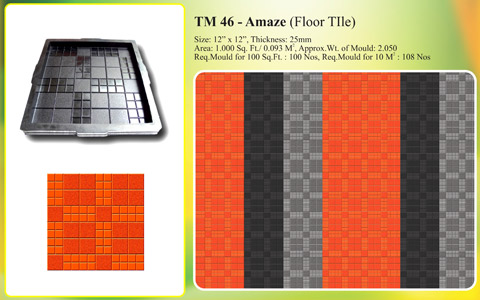 TM 46 - Amaze (Floor TIle)
Size: 12" x 12", Thickness: 25mm
Area: 1.000 Sq. Ft./ 0.093 M², Approx.Wt. of Mould: 2.050
Req.Mould for 100 Sq.Ft. : 100 Nos, Req.Mould for 10 M² : 108 Nos